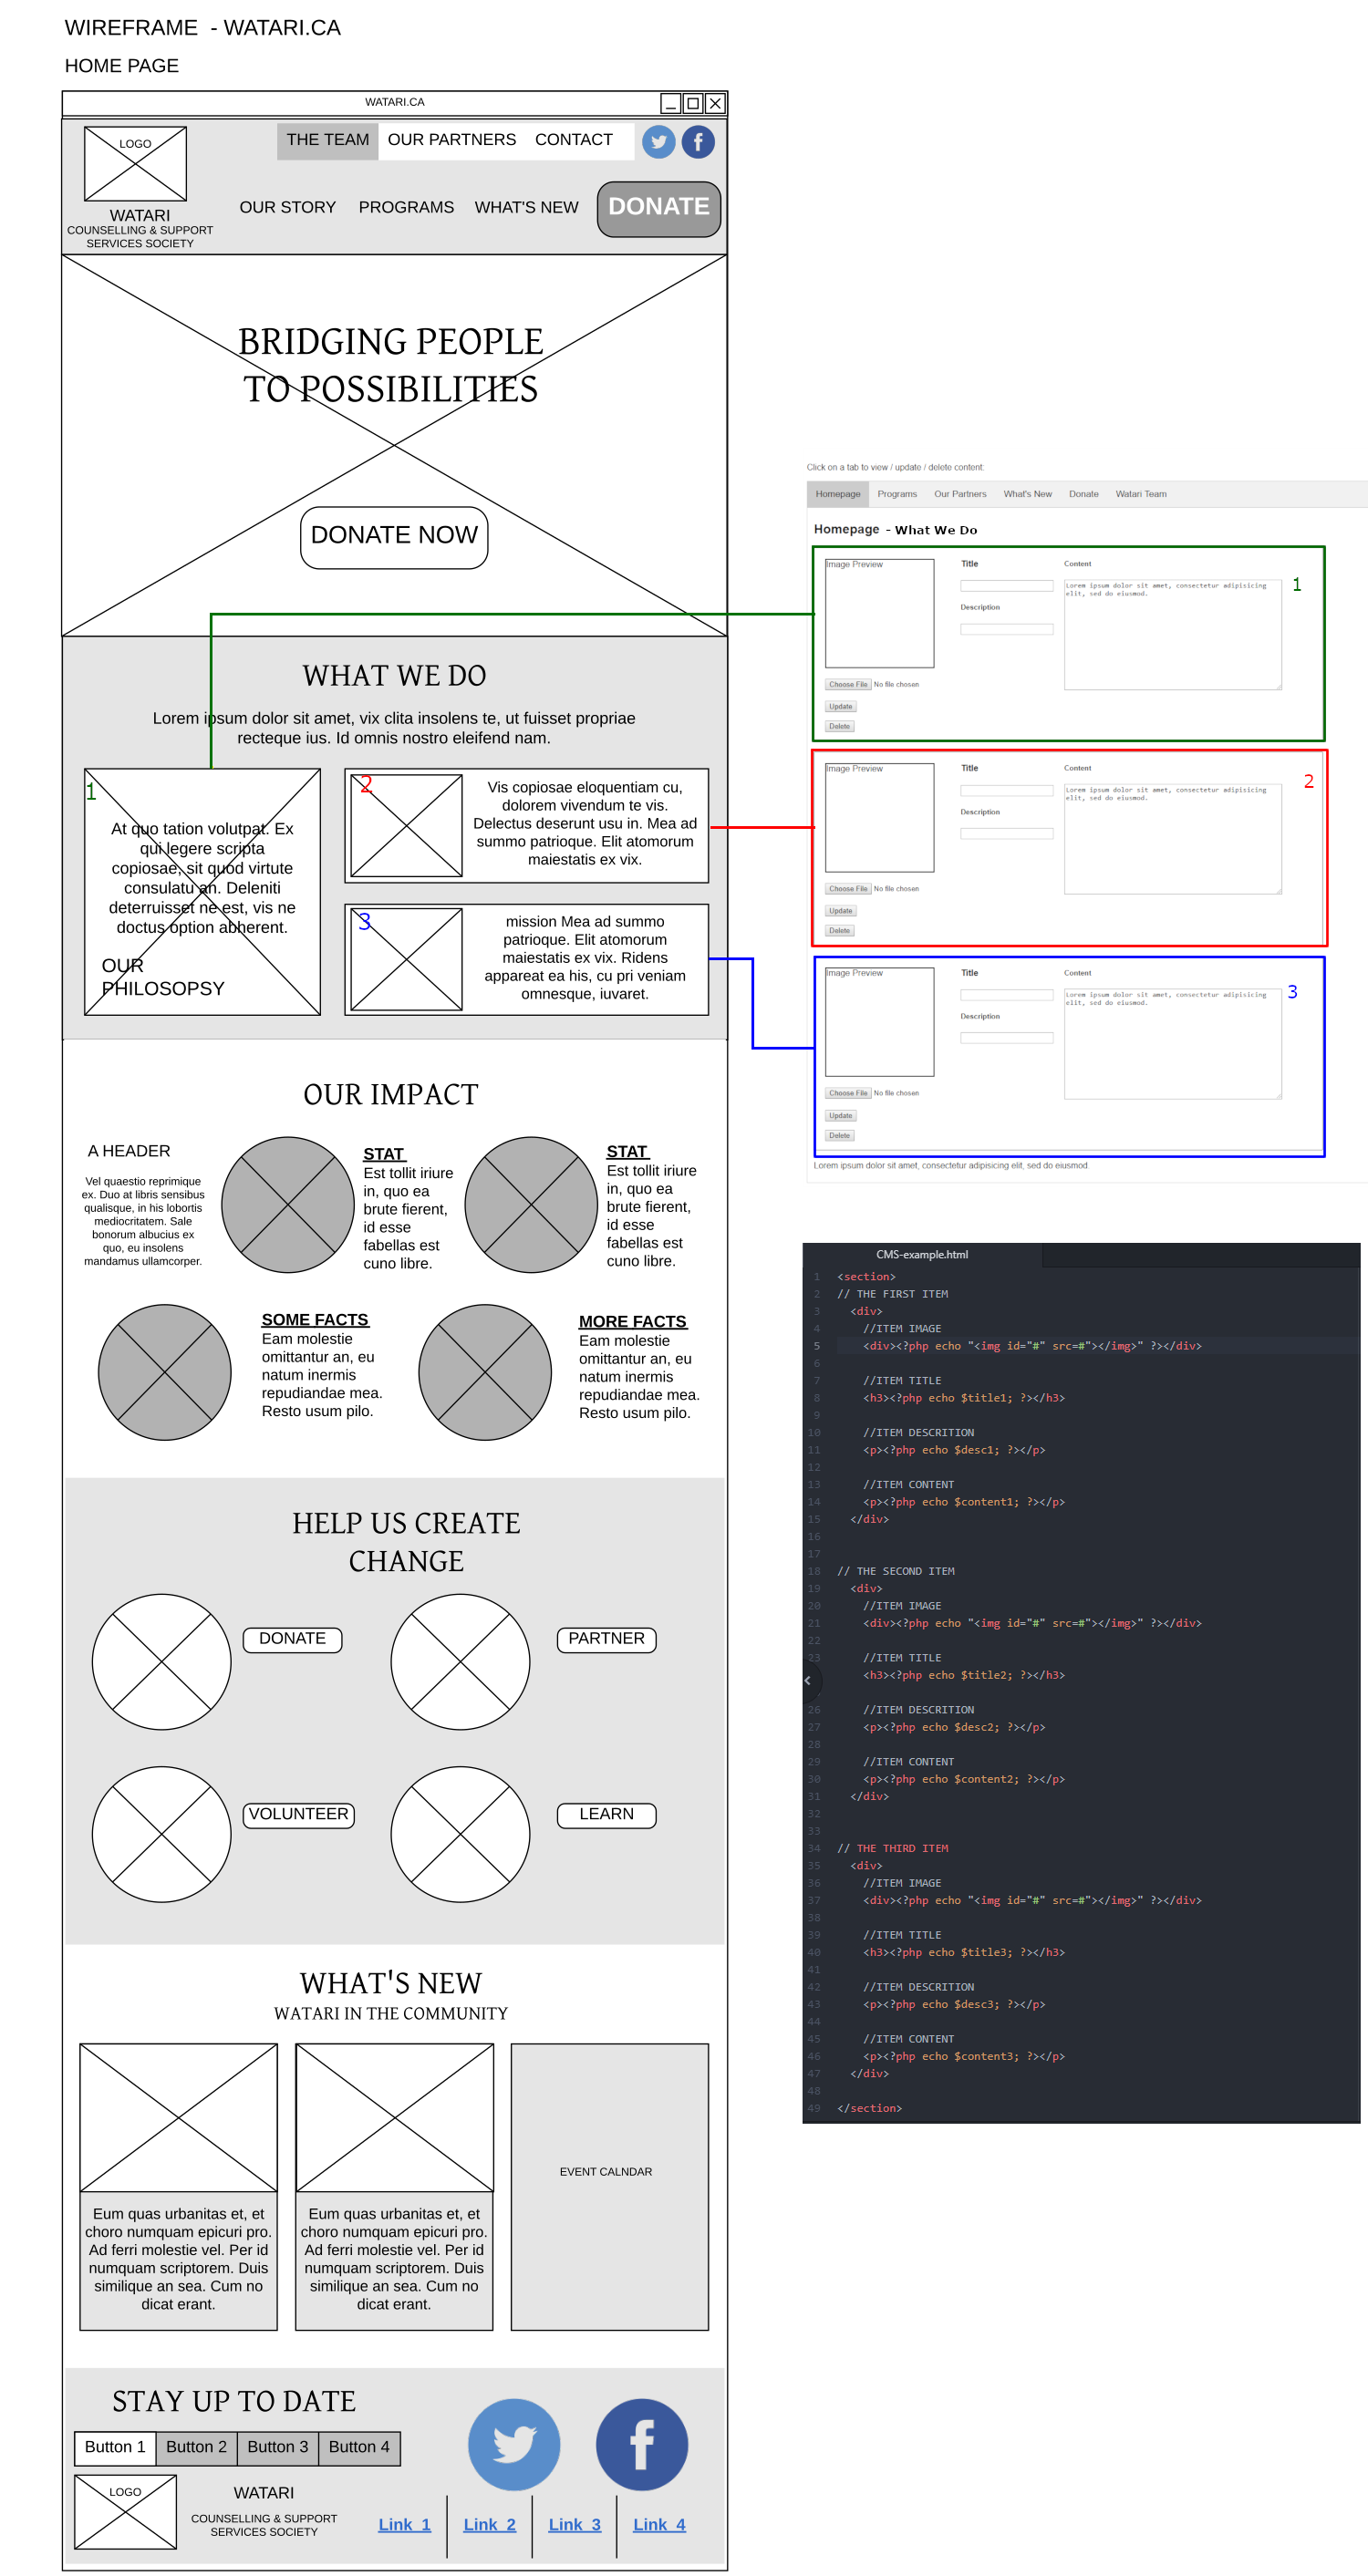 WIREFRAME - WATARI.CA
HOME PAGE
WATARI.CA
LOGO
WATARI
COUNSELLING & SUPPORT
SERVICES SOCIETY
THE TEAM
OUR PARTNERS
CONTACT
OUR STORY
PROGRAMS
WHAT'S NEW
DONATE
BRIDGING PEOPLE
TO POSSIBILITIES
DONATE NOW
WHAT WE DO
Lorem ipsum dolor sit amet, vix clita insolens te, ut fuisset propriae
recteque ius. Id omnis nostro eleifend nam.
1
At quo tation volutpat. Ex
qui legere scripta
copiosae, sit quod virtute
consulatu an. Deleniti
deterruisset ne est, vis ne
doctus option abherent.
OUR
PHILOSOPSY
2
Vis copiosae eloquentiam cu,
dolorem vivendum te vis.
Delectus deserunt usu in. Mea ad
summo patrioque. Elit atomorum
maiestatis ex vix.
3
mission Mea ad summo
patrioque. Elit atomorum
maiestatis ex vix. Ridens
appareat ea his, cu pri veniam
omnesque, iuvaret.
OUR IMPACT
A HEADER
Vel quaestio reprimique
ex. Duo at libris sensibus
qualisque, in his lobortis
mediocritatem. Sale
bonorum albucius ex
quo, eu insolens
mandamus ullamcorper.
STAT
Est tollit iriure
in, quo ea
brute fierent,
id esse
fabellas est
cuno libre.
STAT
Est tollit iriure
in, quo ea
brute fierent,
id esse
fabellas est
cuno libre.
SOME FACTS
Eam molestie
omittantur an, eu
natum inermis
repudiandae mea.
Resto usum pilo.
MORE FACTS
Eam molestie
omittantur an, eu
natum inermis
repudiandae mea.
Resto usum pilo.
HELP US CREATE
CHANGE
DONATE
PARTNER
VOLUNTEER
LEARN
WHAT'S NEW
WATARI IN THE COMMUNITY
Eum quas urbanitas et, et
choro numquam epicuri pro.
Ad ferri molestie vel. Per id
numquam scriptorem. Duis
similique an sea. Cum no
dicat erant.
Eum quas urbanitas et, et
choro numquam epicuri pro.
Ad ferri molestie vel. Per id
numquam scriptorem. Duis
similique an sea. Cum no
dicat erant.
EVENT CALNDAR
STAY UP TO DATE
Button 1
Button 2
Button 3
Button 4
LOGO
WATARI
COUNSELLING & SUPPORT
SERVICES SOCIETY
Link 1
Link 2
Link 3
Link 4
Click on a tab to view / update / delete content:
Homepage
Programs
Our Partners
What's New
Donate
Watari Team
Homepage - What We Do
Image Preview
Title
Content
Lorem ipsum dolor sit amet, consectetur adipisicing
elit, sed do eiusmod.
1
Description
Choose File No file chosen
Update
Delete
Image Preview
Title
Content
Lorem ipsum dolor sit amet, consectetur adipisicing
elit, sed do eiusmod.
2
Description
Choose File No file chosen
Update
Delete
Image Preview
Title
Content
Lorem ipsum dolor sit amet, consectetur adipisicing
elit, sed do eiusmod.
3
Description
Choose File No file chosen
Update
Delete
Lorem ipsum dolor sit amet, consectetur adipisicing elit, sed do eiusmod.
CMS-example.html
1 <section>
2 // THE FIRST ITEM
3 <div>
4 //ITEM IMAGE
5 <div><?php echo "<img id="#" src=#"></img>" ?></div>
6
7 //ITEM TITLE
8 <h3><?php echo $title1; ?></h3>
9
10 //ITEM DESCRITION
11 <p><?php echo $desc1; ?></p>
12
13 //ITEM CONTENT
14 <p><?php echo $content1; ?></p>
15 </div>
16
17
18 // THE SECOND ITEM
19 <div>
20 //ITEM IMAGE
21 <div><?php echo "<img id="#" src=#"></img>" ?></div>
22
23 //ITEM TITLE
<h3><?php echo $title2; ?></h3>
26 //ITEM DESCRITION
27 <p><?php echo $desc2; ?></p>
28
29 //ITEM CONTENT
30 <p><?php echo $content2; ?></p>
31 </div>
32
33
34 // THE THIRD ITEM
35 <div>
36 //ITEM IMAGE
37 <div><?php echo "<img id="#" src=#"></img>" ?></div>
38
39 //ITEM TITLE
40 <h3><?php echo $title3; ?></h3>
41
42 //ITEM DESCRITION
43 <p><?php echo $desc3; ?></p>
44
45 //ITEM CONTENT
46 <p><?php echo $content3; ?></p>
47 </div>
48
49 </section>